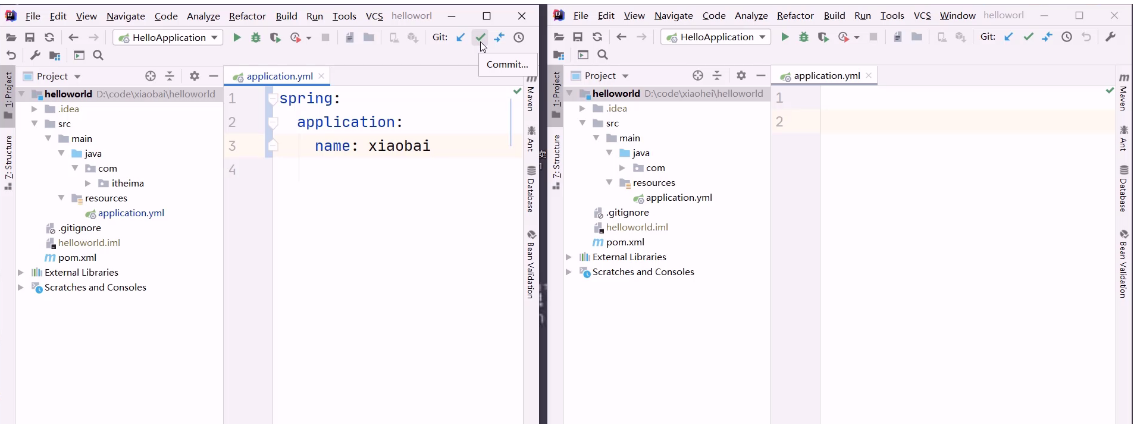 File Edit View Navigate Code Analyze Refactor Build Run Tools VCS helloworl
HelloApplication
Git:
Commit...
Project
application.yml
1: Project
Z: Structure
helloworld D:\code\xiaobai\helloworld
.idea
src
main
java
com
itheima
resources
application.yml
.gitignore
helloworld.iml
pom.xml
External Libraries
Scratches and Consoles
1 spring:
2 application:
3 name: xiaobai
4
Maven
Ant
Database
Bean Validation
File Edit View Navigate Code Analyze Refactor Build Run Tools VCS Window helloworld
HelloApplication
Git:
Project
application.yml
1: Project
Z: Structure
helloworld D:\code\xiaohei\helloworld
.idea
src
main
java
com
resources
application.yml
.gitignore
helloworld.iml
pom.xml
External Libraries
Scratches and Consoles
1
2
Maven
Ant
Database
Bean Validation